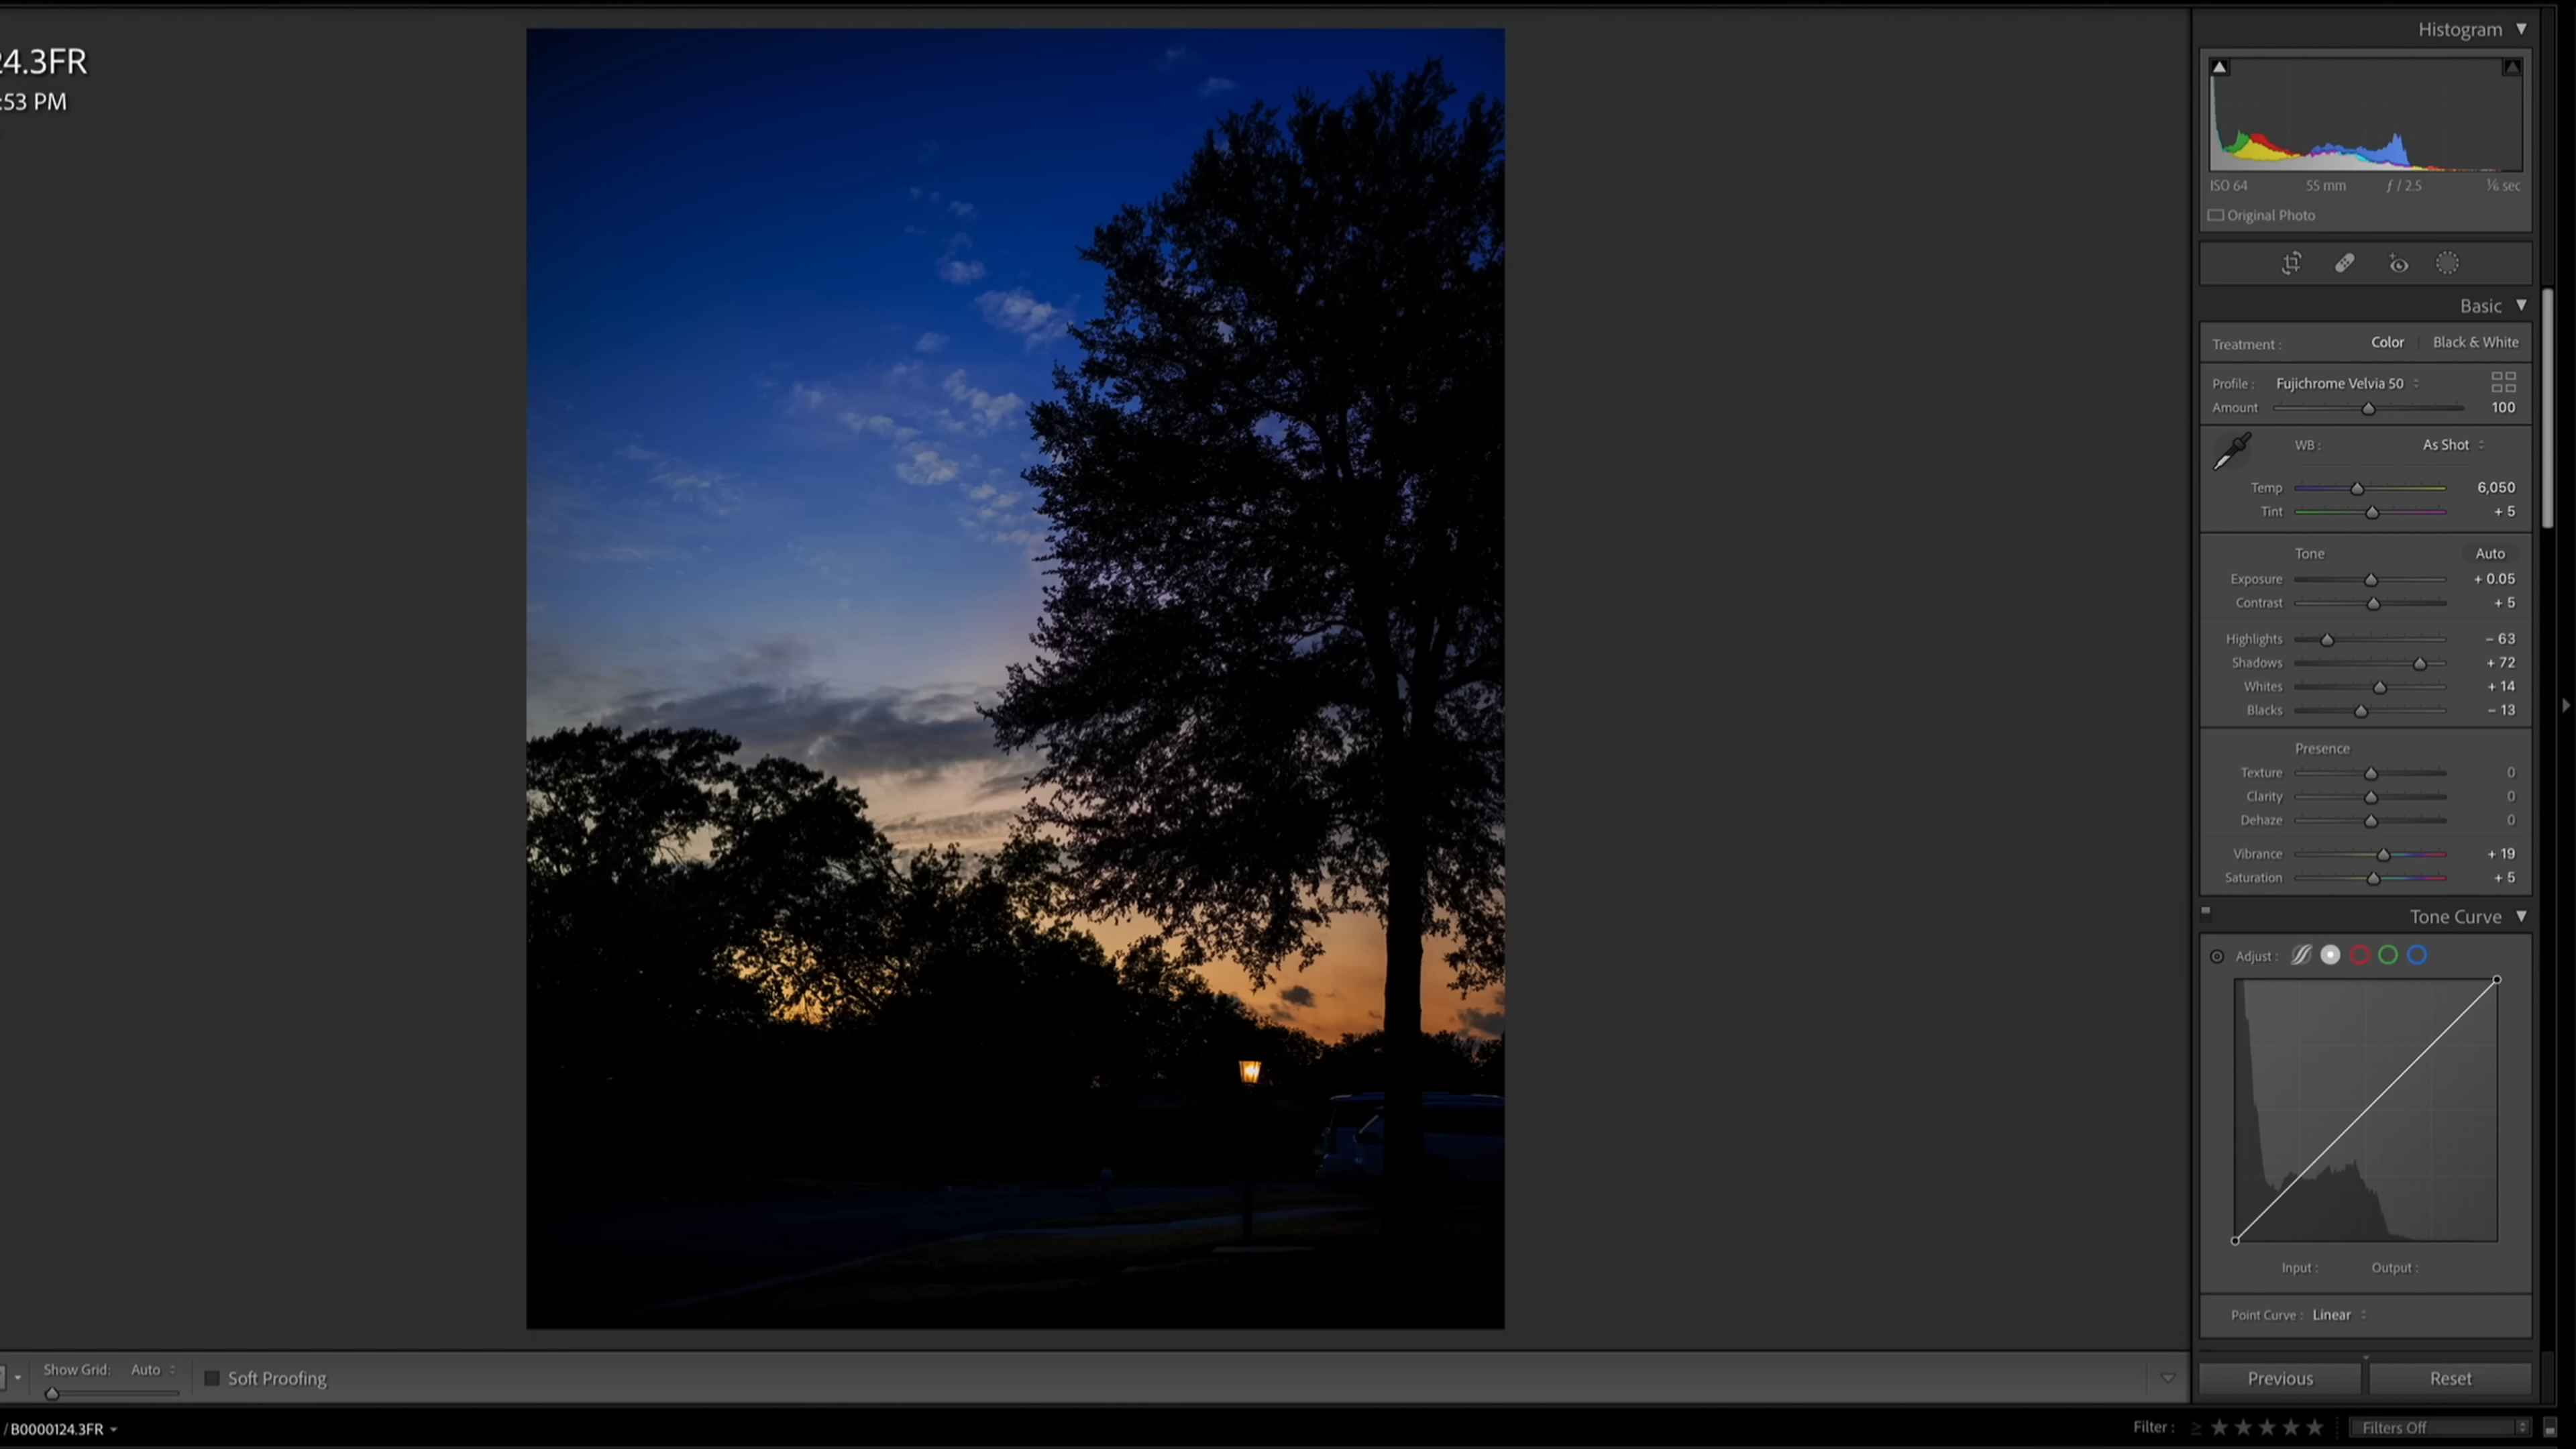 24.3FR
:53 PM
Histogram
ISO 64 55 mm ƒ / 2.5 ⅙ sec
Original Photo
Basic
Treatment : Color Black & White
Profile : Fujichrome Velvia 50
Amount 100
WB : As Shot
Temp 6,050
Tint + 5
Tone Auto
Exposure + 0.05
Contrast + 5
Highlights − 63
Shadows + 72
Whites + 14
Blacks − 13
Presence
Texture 0
Clarity 0
Dehaze 0
Vibrance + 19
Saturation + 5
Tone Curve
Adjust :
Input : Output :
Point Curve : Linear
Show Grid: Auto Soft Proofing
Previous Reset
/ B0000124.3FR
Filter : ≥ ★★★★★ Filters Off